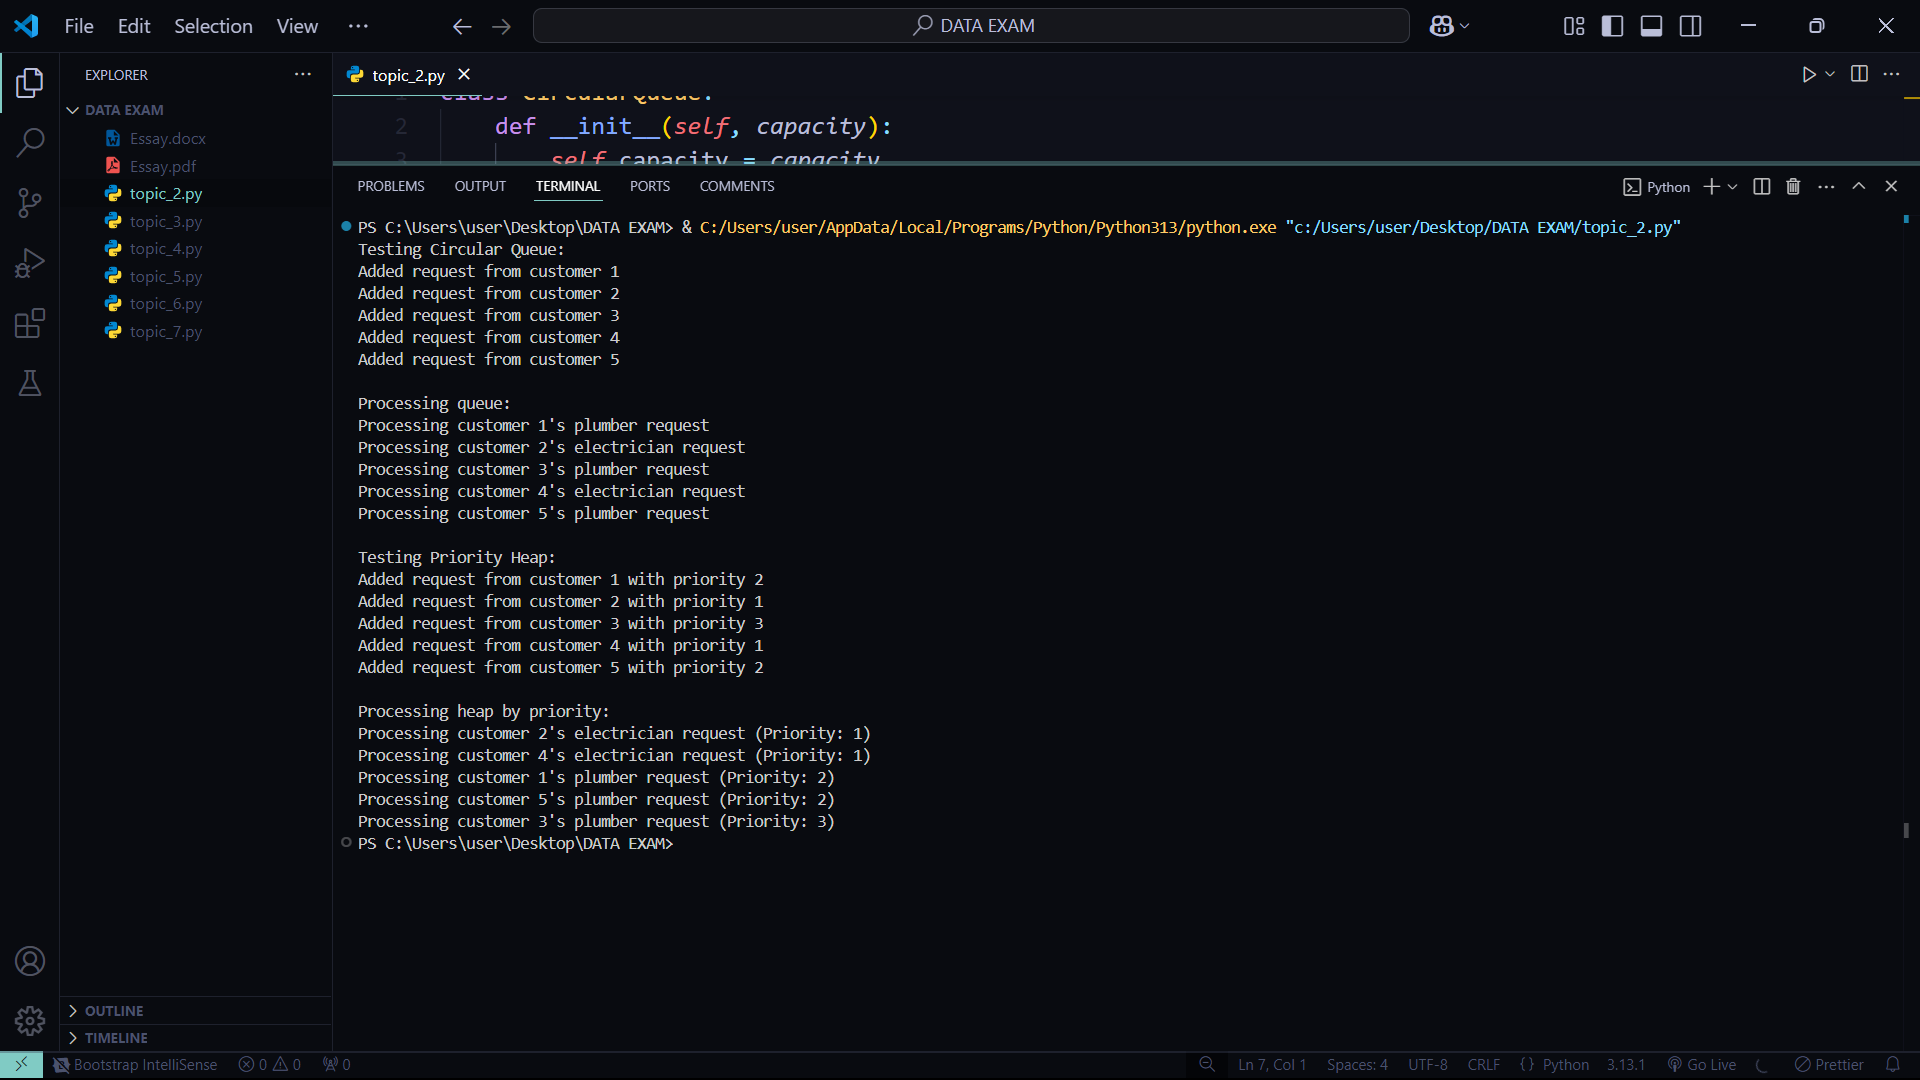 File Edit Selection View ···
DATA EXAM
EXPLORER ···
DATA EXAM
Essay.docx
Essay.pdf
topic_2.py
topic_3.py
topic_4.py
topic_5.py
topic_6.py
topic_7.py
OUTLINE
TIMELINE
topic_2.py
1 class CircularQueue:
2 def __init__(self, capacity):
3 self.capacity = capacity
PROBLEMS OUTPUT TERMINAL PORTS COMMENTS
Python
PS C:\Users\user\Desktop\DATA EXAM> & C:/Users/user/AppData/Local/Programs/Python/Python313/python.exe "c:/Users/user/Desktop/DATA EXAM/topic_2.py"
Testing Circular Queue:
Added request from customer 1
Added request from customer 2
Added request from customer 3
Added request from customer 4
Added request from customer 5
Processing queue:
Processing customer 1's plumber request
Processing customer 2's electrician request
Processing customer 3's plumber request
Processing customer 4's electrician request
Processing customer 5's plumber request
Testing Priority Heap:
Added request from customer 1 with priority 2
Added request from customer 2 with priority 1
Added request from customer 3 with priority 3
Added request from customer 4 with priority 1
Added request from customer 5 with priority 2
Processing heap by priority:
Processing customer 2's electrician request (Priority: 1)
Processing customer 4's electrician request (Priority: 1)
Processing customer 1's plumber request (Priority: 2)
Processing customer 5's plumber request (Priority: 2)
Processing customer 3's plumber request (Priority: 3)
PS C:\Users\user\Desktop\DATA EXAM>
Bootstrap IntelliSense 0 0 0 Ln 7, Col 1 Spaces: 4 UTF-8 CRLF {} Python 3.13.1 Go Live Prettier